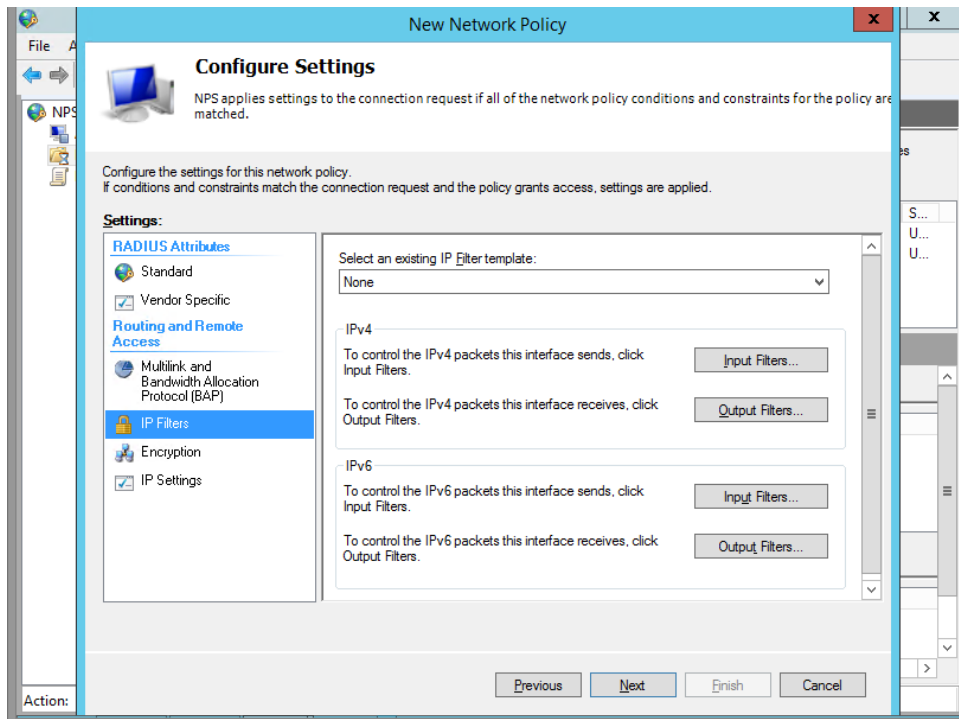 New Network Policy
x
x
File A
Configure Settings
NPS applies settings to the connection request if all of the network policy conditions and constraints for the policy are
matched.
NPS
Configure the settings for this network policy.
If conditions and constraints match the connection request and the policy grants access, settings are applied.
es
Settings:
S...
U...
U...
RADIUS Attributes
Standard
Vendor Specific
Routing and Remote
Access
Multilink and
Bandwidth Allocation
Protocol (BAP)
IP Filters
Encryption
IP Settings
Select an existing IP Filter template:
None
IPv4
To control the IPv4 packets this interface sends, click
Input Filters.
Input Filters...
To control the IPv4 packets this interface receives, click
Output Filters.
Output Filters...
IPv6
To control the IPv6 packets this interface sends, click
Input Filters.
Input Filters...
To control the IPv6 packets this interface receives, click
Output Filters.
Output Filters...
Previous
Next
Finish
Cancel
Action: